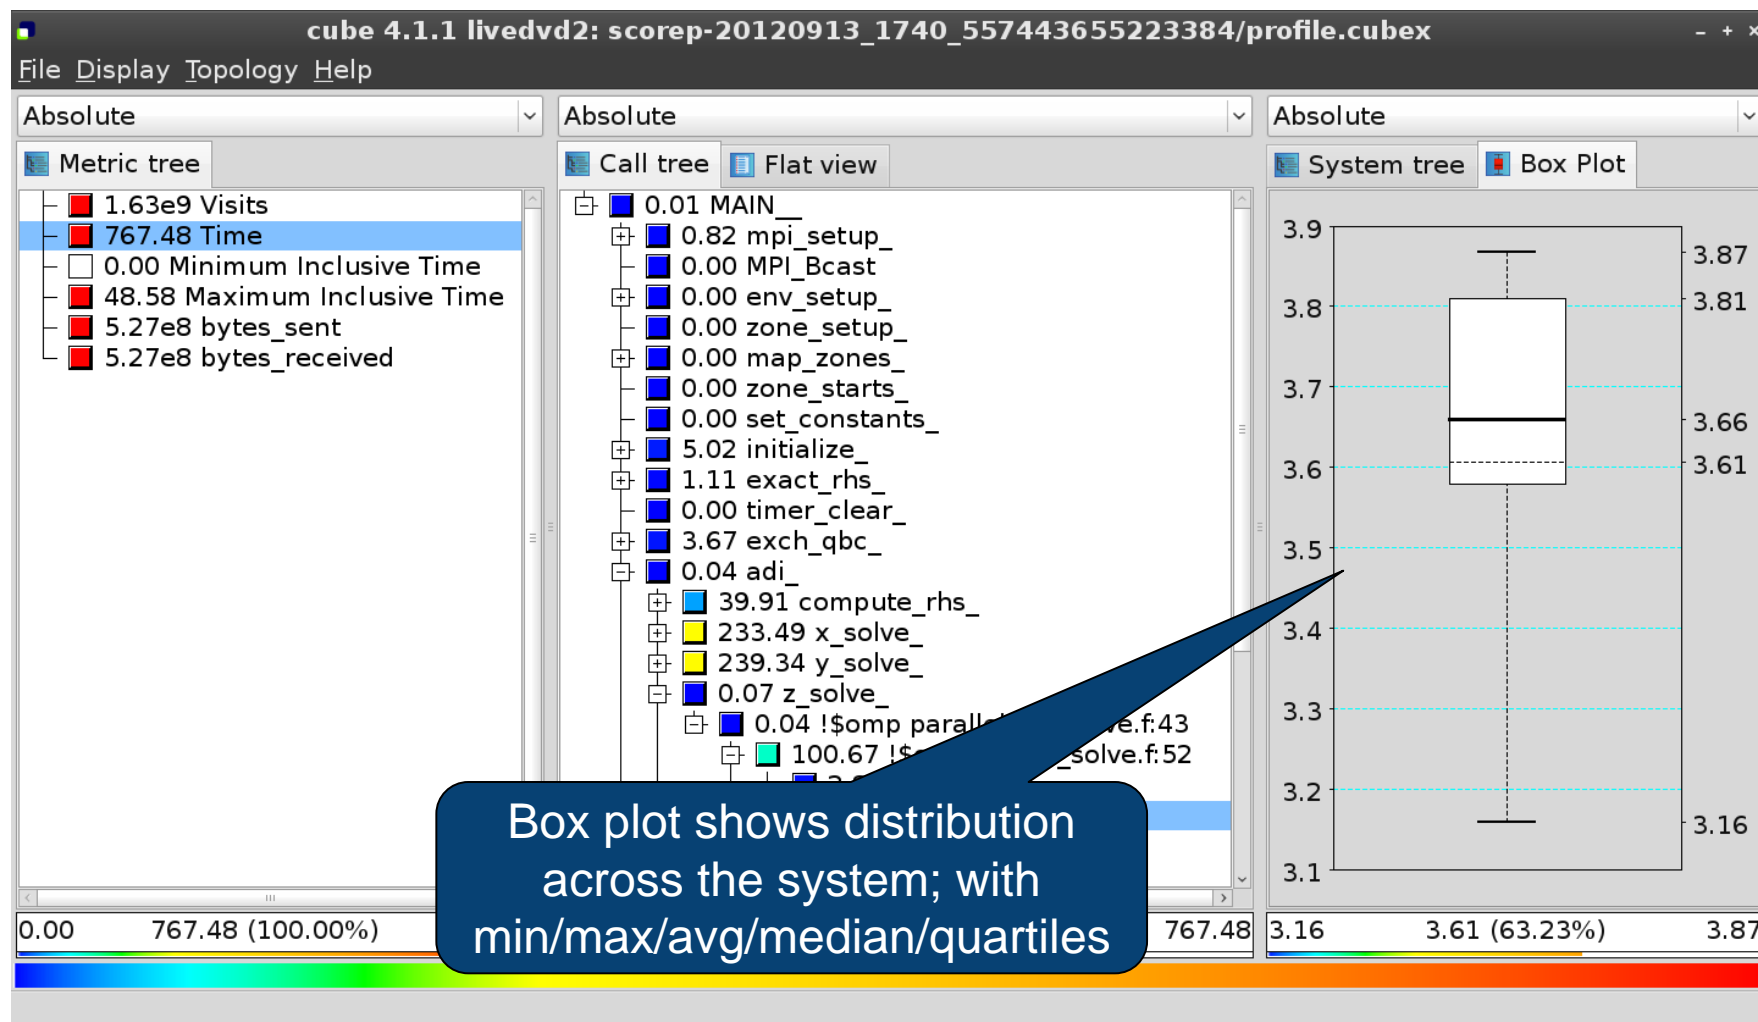 cube 4.1.1 livedvd2: scorep-20120913_1740_557443655223384/profile.cubex
File Display Topology Help
Absolute
Absolute
Absolute
Metric tree
Call tree
Flat view
System tree
Box Plot
1.63e9 Visits
767.48 Time
0.00 Minimum Inclusive Time
48.58 Maximum Inclusive Time
5.27e8 bytes_sent
5.27e8 bytes_received
0.01 MAIN__
0.82 mpi_setup_
0.00 MPI_Bcast
0.00 env_setup_
0.00 zone_setup_
0.00 map_zones_
0.00 zone_starts_
0.00 set_constants_
5.02 initialize_
1.11 exact_rhs_
0.00 timer_clear_
3.67 exch_qbc_
0.04 adi_
39.91 compute_rhs_
233.49 x_solve_
239.34 y_solve_
0.07 z_solve_
0.04 !$omp parallel
ve.f:43
100.67
solve.f:52
3.9
3.8
3.7
3.6
3.5
3.4
3.3
3.2
3.1
3.87
3.81
3.66
3.61
3.16
Box plot shows distribution
across the system; with
min/max/avg/median/quartiles
0.00 767.48 (100.00%)
767.48
3.16 3.61 (63.23%) 3.87